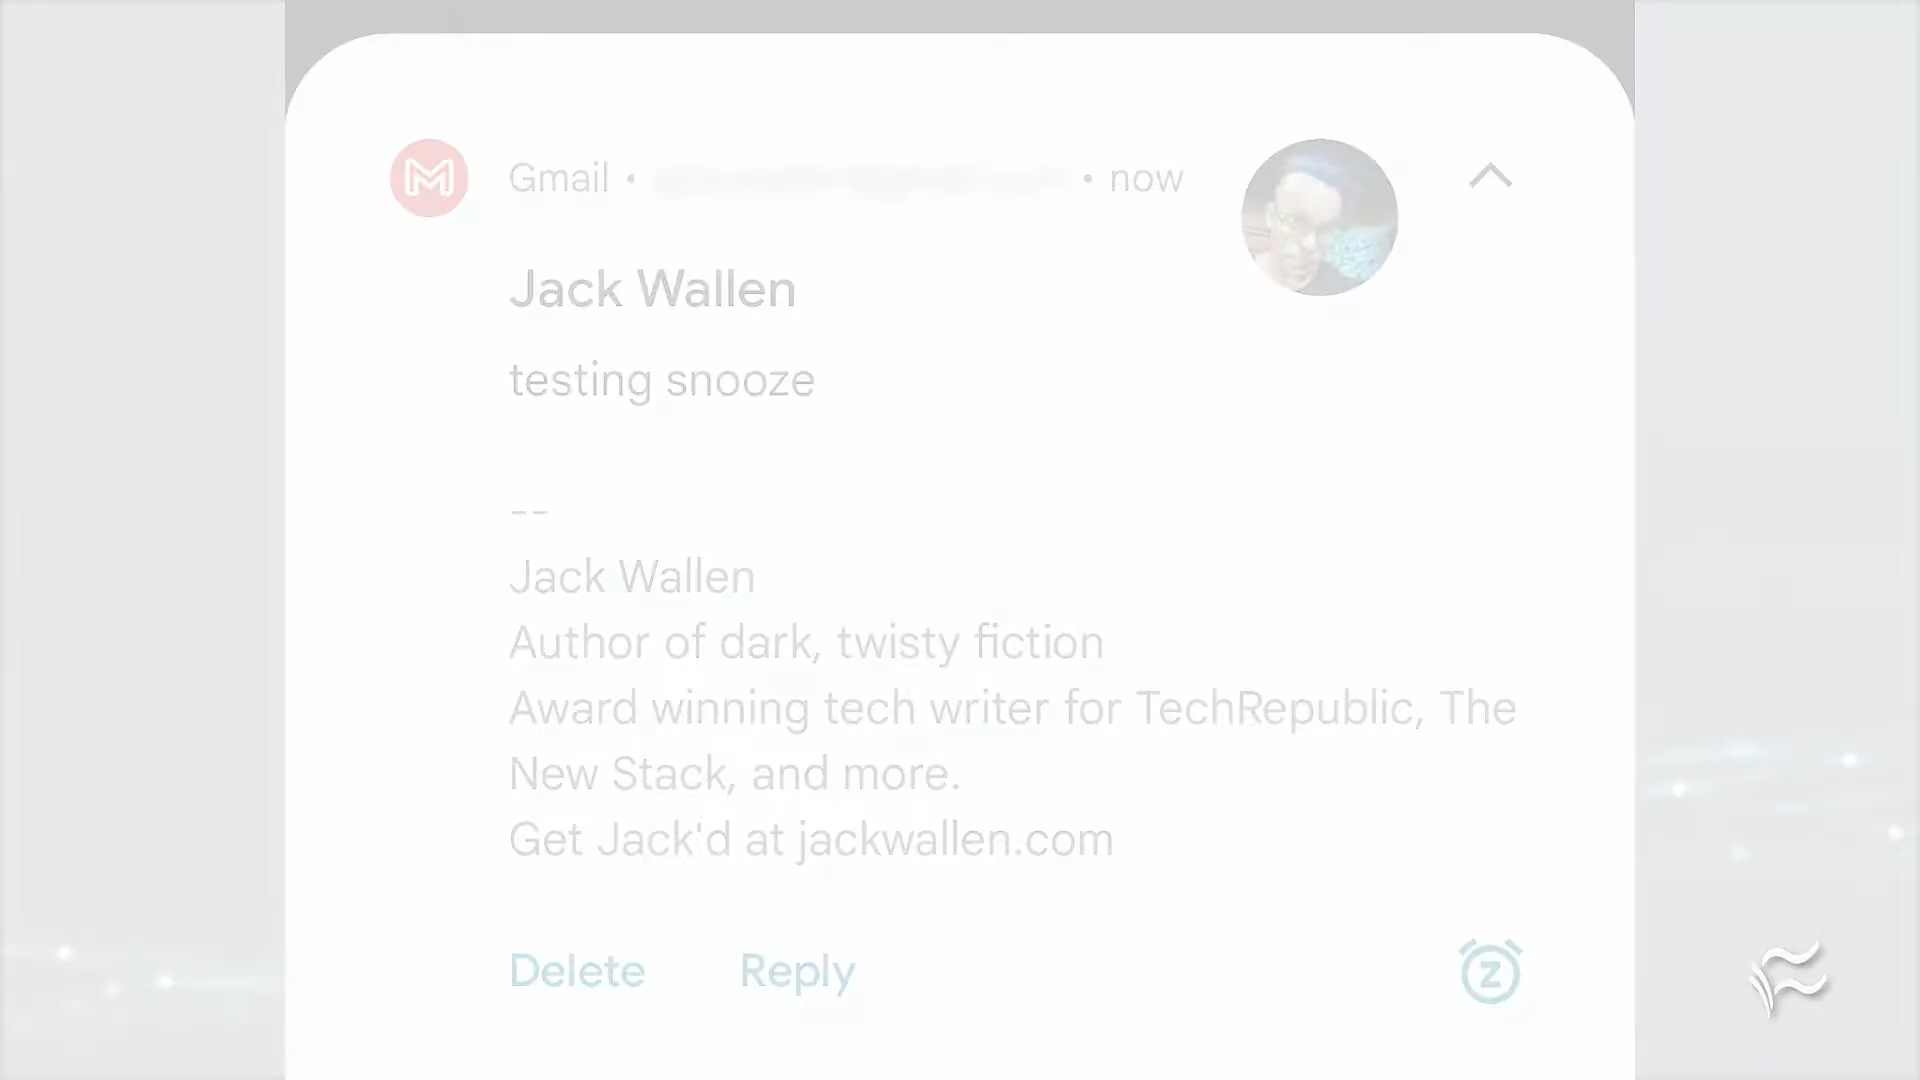 Gmail • • now
Jack Wallen
testing snooze
--
Jack Wallen
Author of dark, twisty fiction
Award winning tech writer for TechRepublic, The
New Stack, and more.
Get Jack'd at jackwallen.com
Delete Reply